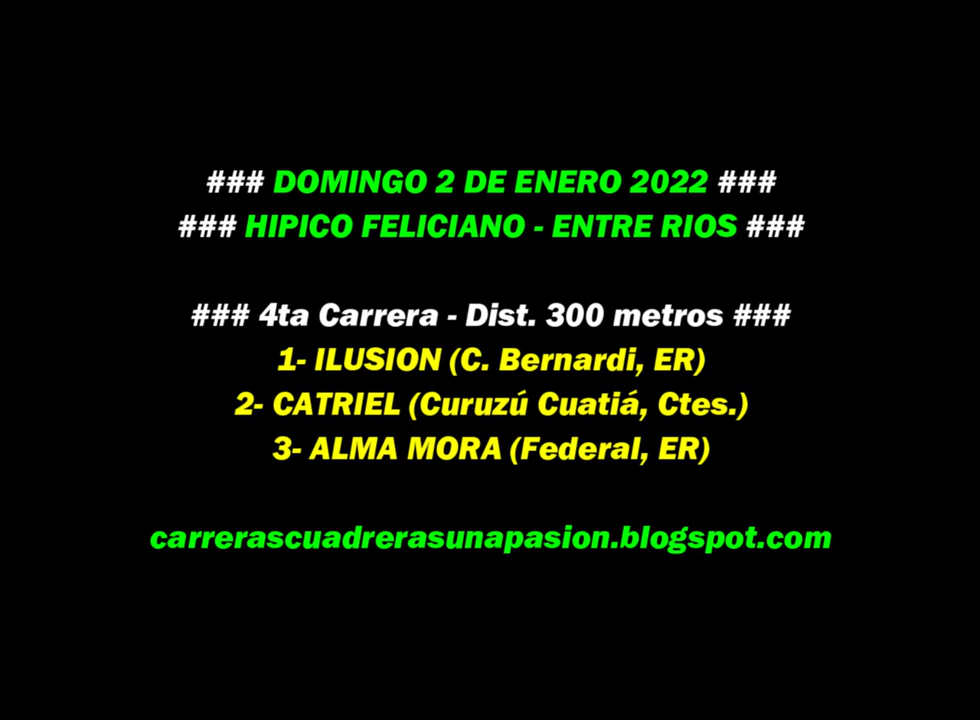 ### DOMINGO 2 DE ENERO 2022 ###
### HIPICO FELICIANO - ENTRE RIOS ###
### 4ta Carrera - Dist. 300 metros ###
1- ILUSION (C. Bernardi, ER)
2- CATRIEL (Curuzú Cuatiá, Ctes.)
3- ALMA MORA (Federal, ER)
carrerascuadrerasunapasion.blogspot.com